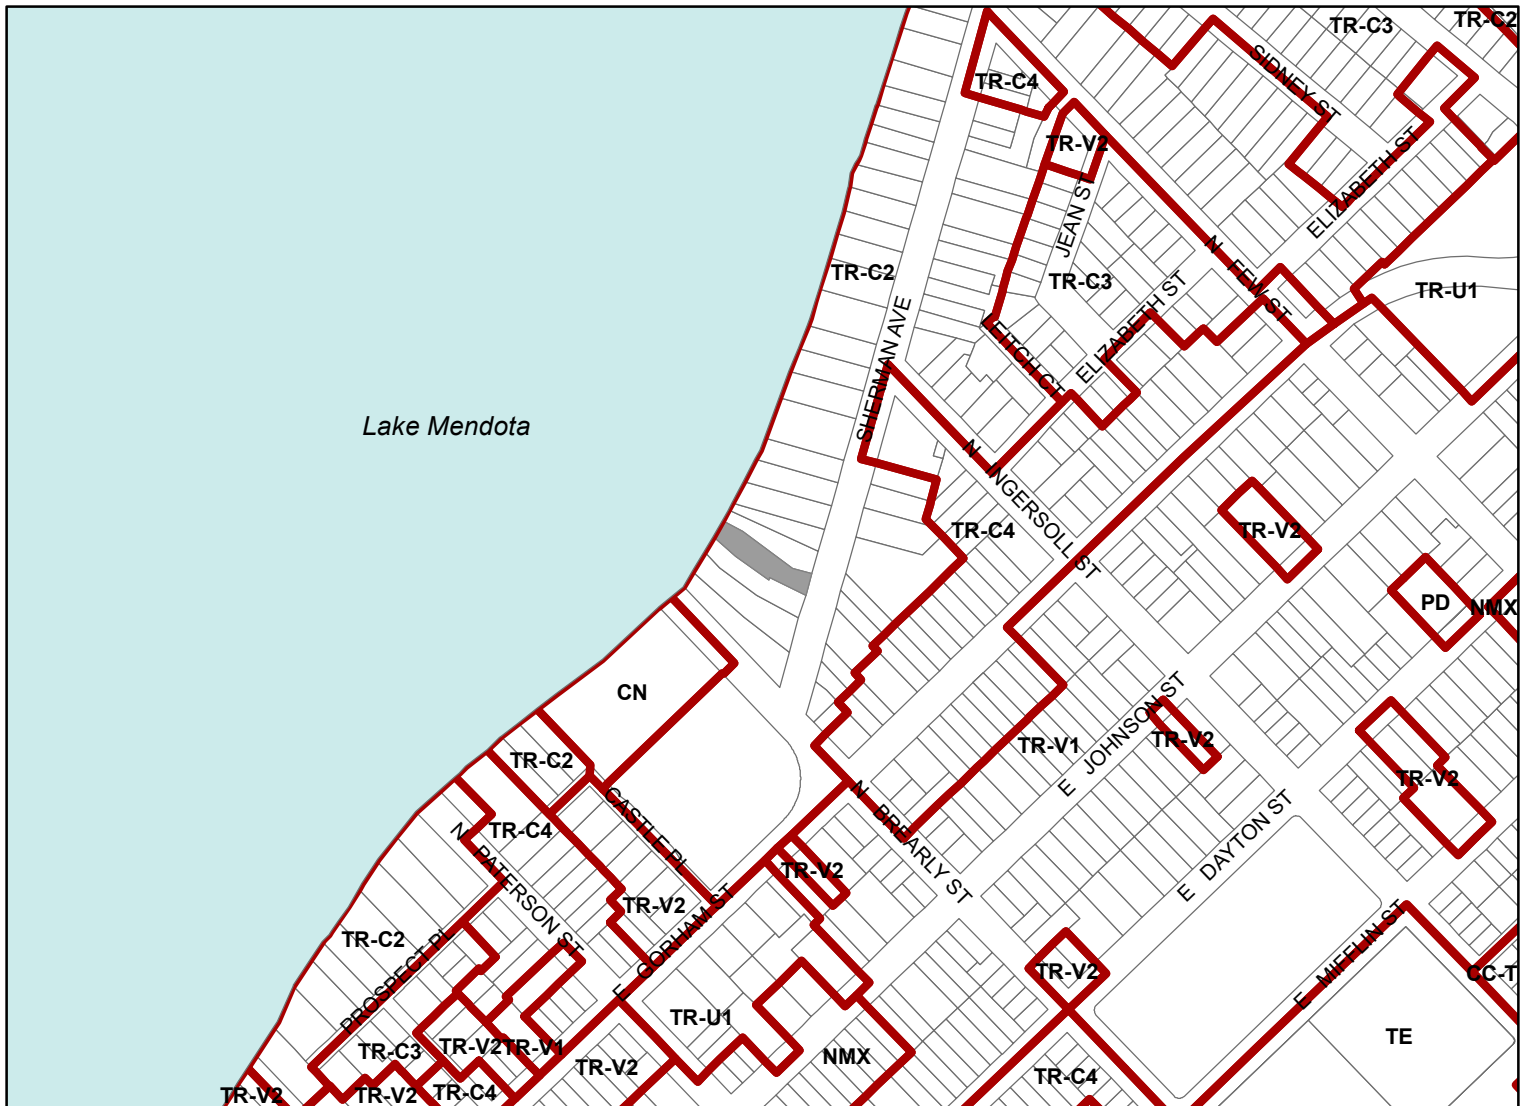 TR-C3
TR-C2
SIDNEY ST
TR-C4
TR-V2
ELIZABETH ST
JEAN ST
N FEW ST
TR-C2
TR-C3
TR-U1
ELIZABETH ST
SHERMAN AVE
LEITCH CT
Lake Mendota
N INGERSOLL ST
TR-C4
TR-V2
PD
NMX
CN
E JOHNSON ST
TR-V1
TR-V2
TR-C2
TR-V2
CASTLE PL
N BREARLY ST
E DAYTON ST
TR-C4
N PATERSON ST
TR-V2
TR-V2
E GORHAM ST
TR-C2
PROSPECT PL
E MIFFLIN ST
TR-V2
CC-T
TR-U1
TE
TR-C3
TR-V2
TR-V1
TR-V2
NMX
TR-C4
TR-V2
TR-V2
TR-C4